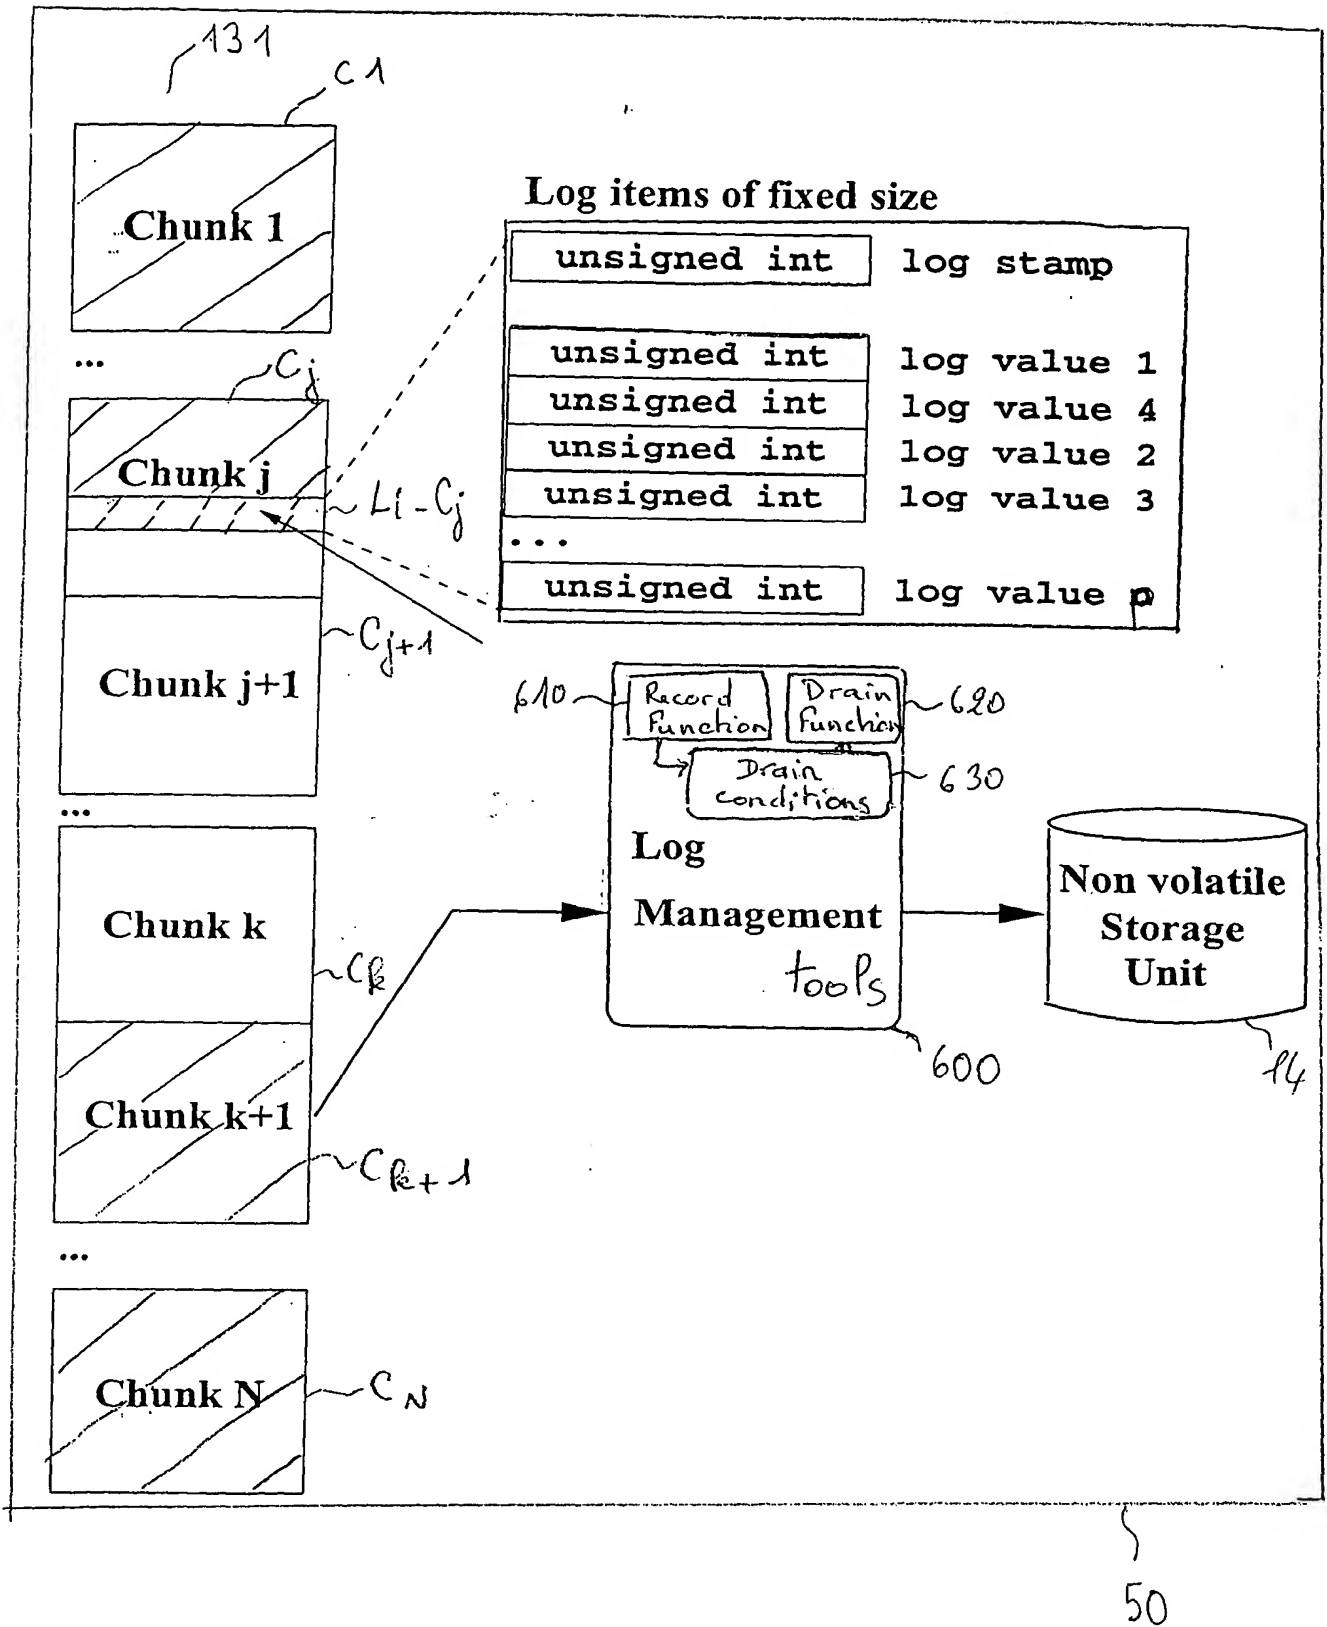 131
C1
Chunk 1
...
Cj
Chunk j
Li-Cj
Cj+1
Chunk j+1
...
Chunk k
Ck
Chunk k+1
Ck+1
...
Chunk N
CN
Log items of fixed size
unsigned int log stamp
unsigned int log value 1
unsigned int log value 4
unsigned int log value 2
unsigned int log value 3
...
unsigned int log value p
610
Record
Function
Drain
Function
620
Drain
conditions
630
Log
Management
tools
600
Non volatile
Storage
Unit
14
50